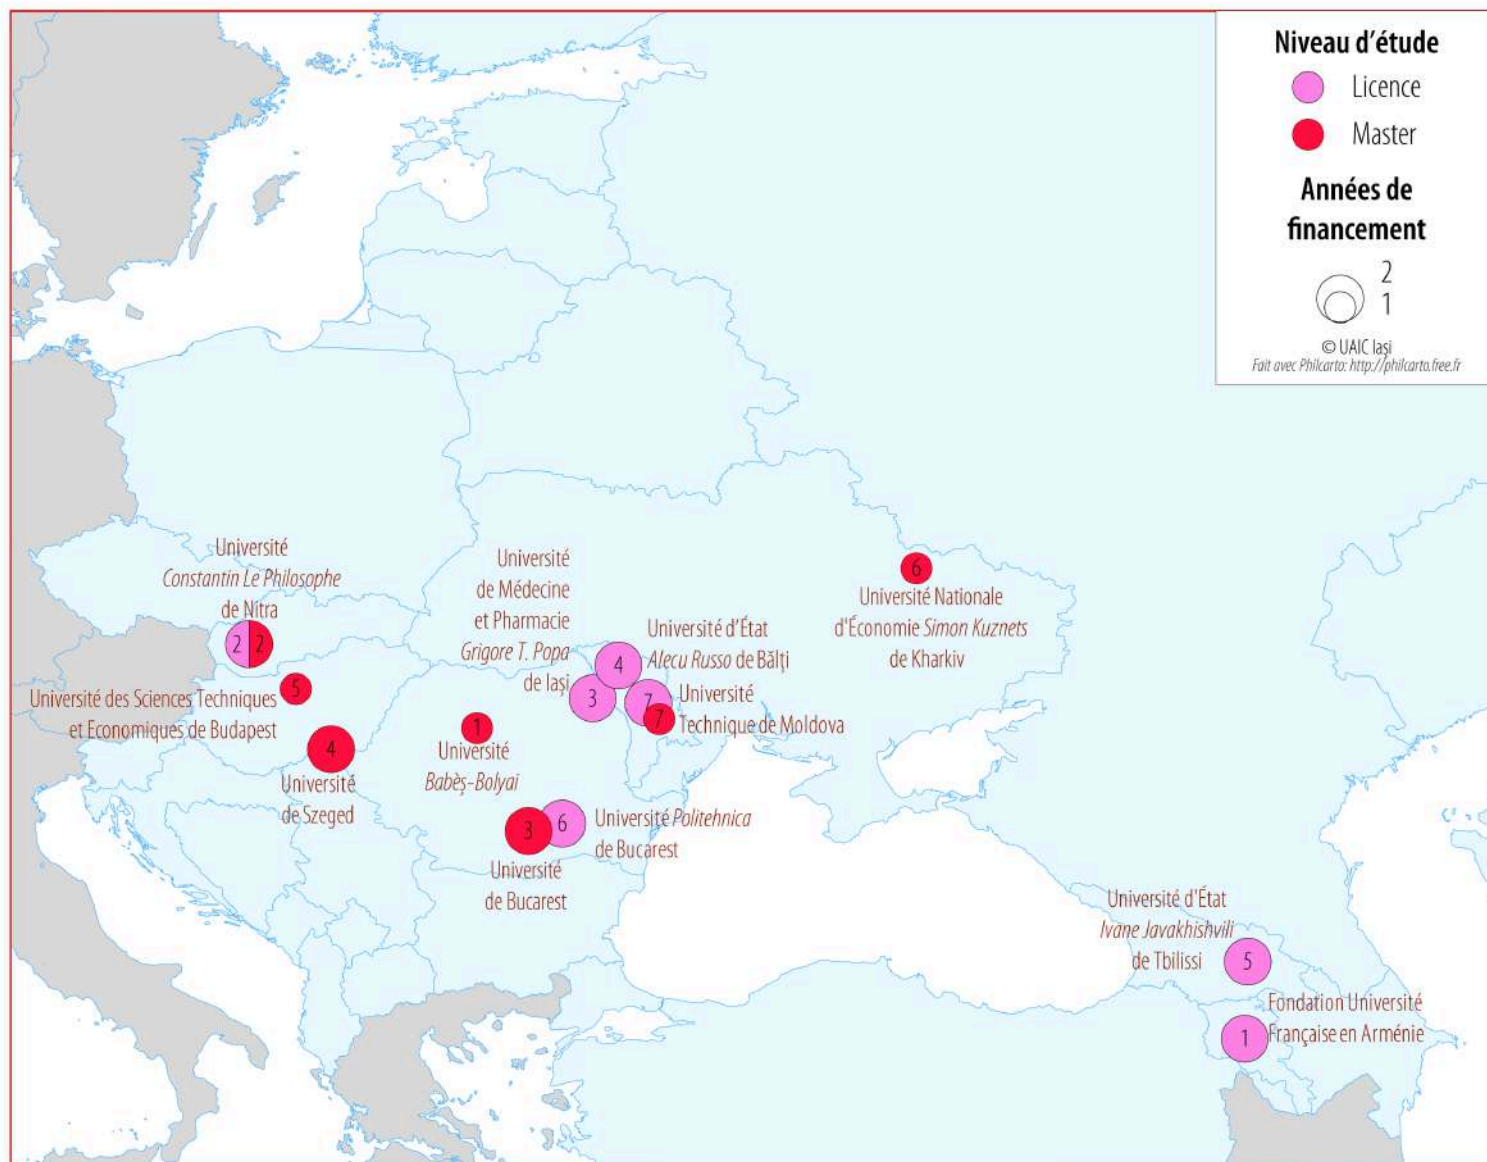 Niveau d'étude
Licence
Master
Années de
financement
2
1
© UAIC Iași
Fait avec Philcarto: http://philcarto.free.fr
Université
Constantin Le Philosophe
de Nitra
2
2
Université des Sciences Techniques
et Economiques de Budapest
5
4
Université
de Szeged
1
Université
Babèș-Bolyai
Université
de Médecine
et Pharmacie
Grigore T. Popa
de Iași
3
4
Université d'État
Alecu Russo de Bălți
7
7
Université
Technique de Moldova
6
Université Nationale
d'Économie Simon Kuznets
de Kharkiv
3
6
Université Politehnica
de Bucarest
Université
de Bucarest
Université d'État
Ivane Javakhishvili
de Tbilissi
5
Fondation Université
Française en Arménie
1